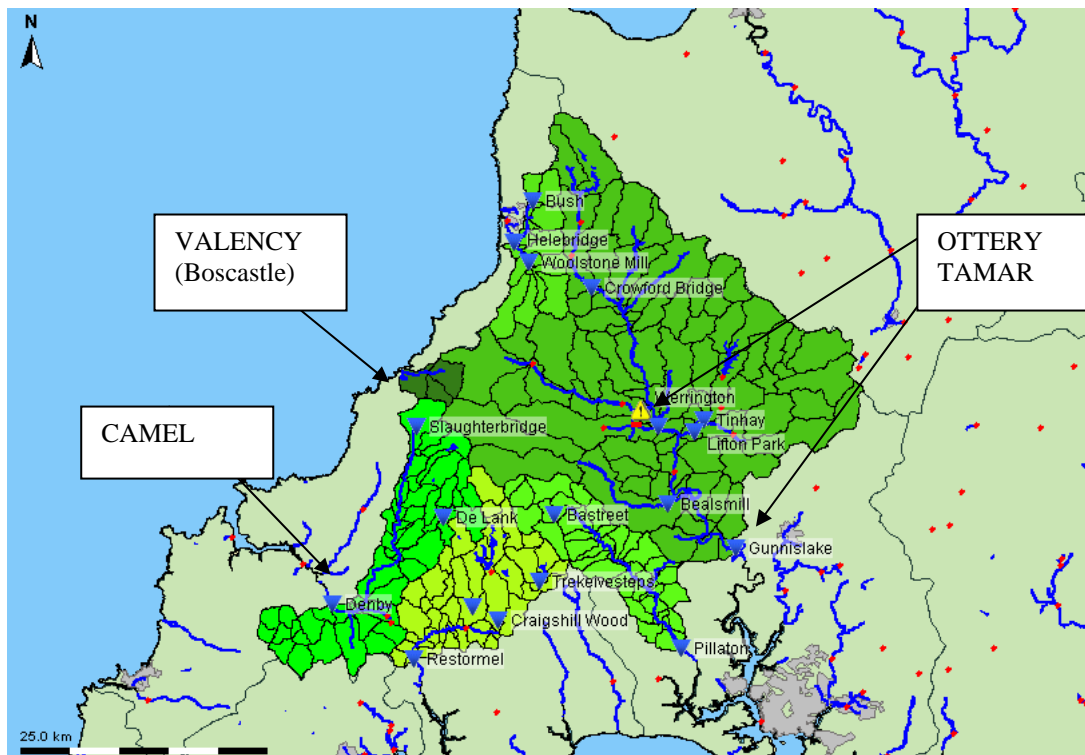 N
Bush
VALENCY
(Boscastle)
Helebridge
OTTERY
TAMAR
Woolstone Mill
Crowford Bridge
errington
Tinhay
CAMEL
Slaughterbridge
Lifton Park
Bealsmill
De Lank
Bastreet
Gunnislake
Trekelvesteps
Denby
Craigshill Wood
Pillaton
Restormel
25.0 km